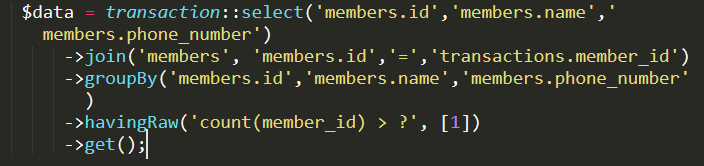 $data = transaction::select('members.id','members.name','
members.phone_number')
->join('members', 'members.id','=','transactions.member_id')
->groupBy('members.id','members.name','members.phone_number'
)
->havingRaw('count(member_id) > ?', [1])
->get();